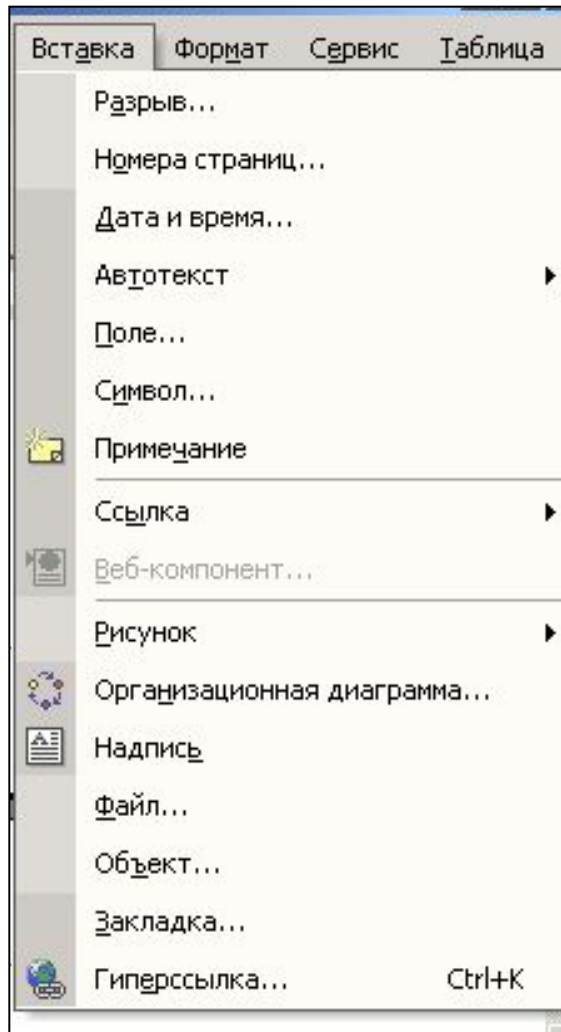 Вставка Формат Сервис Таблица
Разрыв...
Номера страниц...
Дата и время...
Автотекст
Поле...
Символ...
Примечание
Ссылка
Веб-компонент...
Рисунок
Организационная диаграмма...
Надпись
Файл...
Объект...
Закладка...
Гиперссылка... Ctrl+K